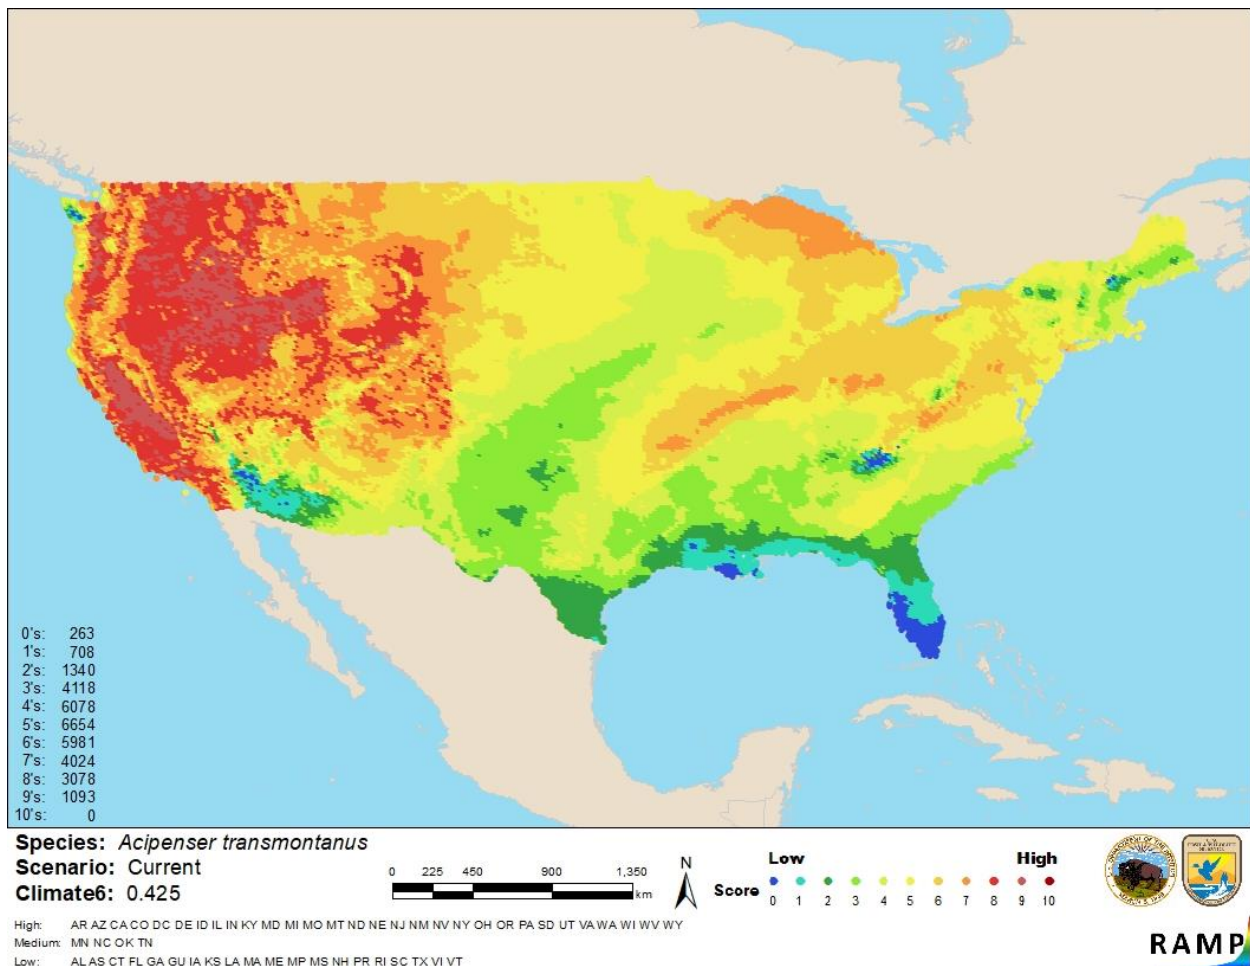 0's: 263
1's: 708
2's: 1340
3's: 4118
4's: 6078
5's: 6654
6's: 5981
7's: 4024
8's: 3078
9's: 1093
10's: 0
Species: Acipenser transmontanus
Scenario: Current
Climate6: 0.425
0 225 450 900 1,350
km
N
Low High
Score
0 1 2 3 4 5 6 7 8 9 10
High: AR AZ CA CO DC DE ID IL IN KY MD MI MO MT ND NE NJ NM NV NY OH OR PA SD UT VA WA WI WV WY
Medium: MN NC OK TN
Low: AL AS CT FL GA GU IA KS LA MA ME MP MS NH PR RI SC TX VI VT
RAMP